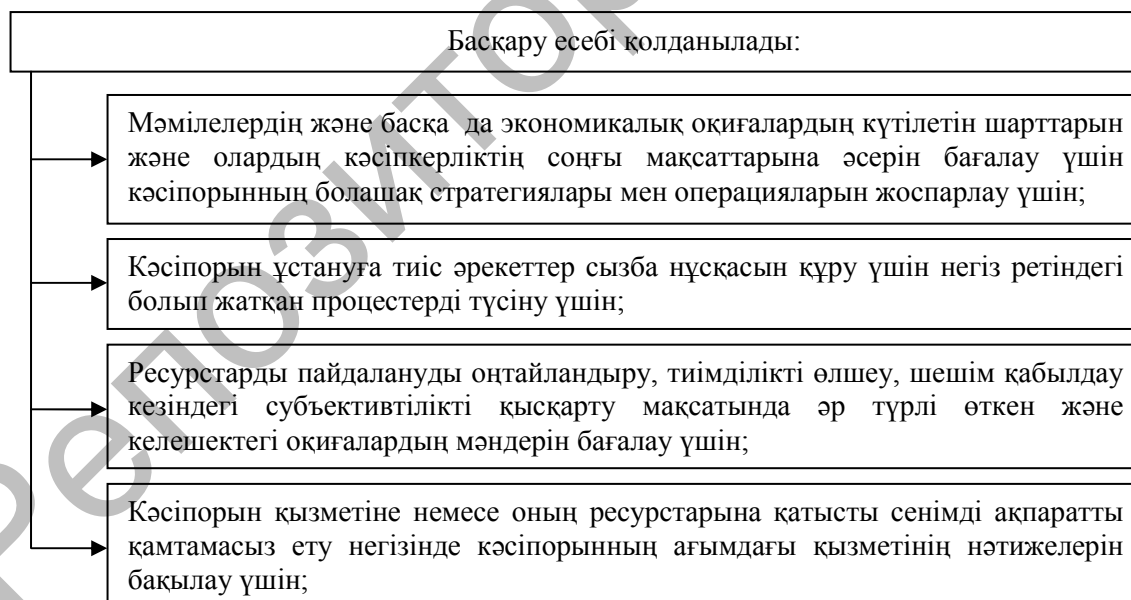 Басқару есебі қолданылады:
Мәмілелердің және басқа да экономикалық оқиғалардың күтілетін шарттарын
және олардың кәсіпкерліктің соңғы мақсаттарына әсерін бағалау үшін
кәсіпорынның болашақ стратегиялары мен операцияларын жоспарлау үшін;
Кәсіпорын ұстануға тиіс әрекеттер сызба нұсқасын құру үшін негіз ретіндегі
болып жатқан процестерді түсіну үшін;
Ресурстарды пайдалануды оңтайландыру, тиімділікті өлшеу, шешім қабылдау
кезіндегі субъективтілікті қысқарту мақсатында әр түрлі өткен және
келешектегі оқиғалардың мәндерін бағалау үшін;
Кәсіпорын қызметіне немесе оның ресурстарына қатысты сенімді ақпаратты
қамтамасыз ету негізінде кәсіпорынның ағымдағы қызметінің нәтижелерін
бақылау үшін;